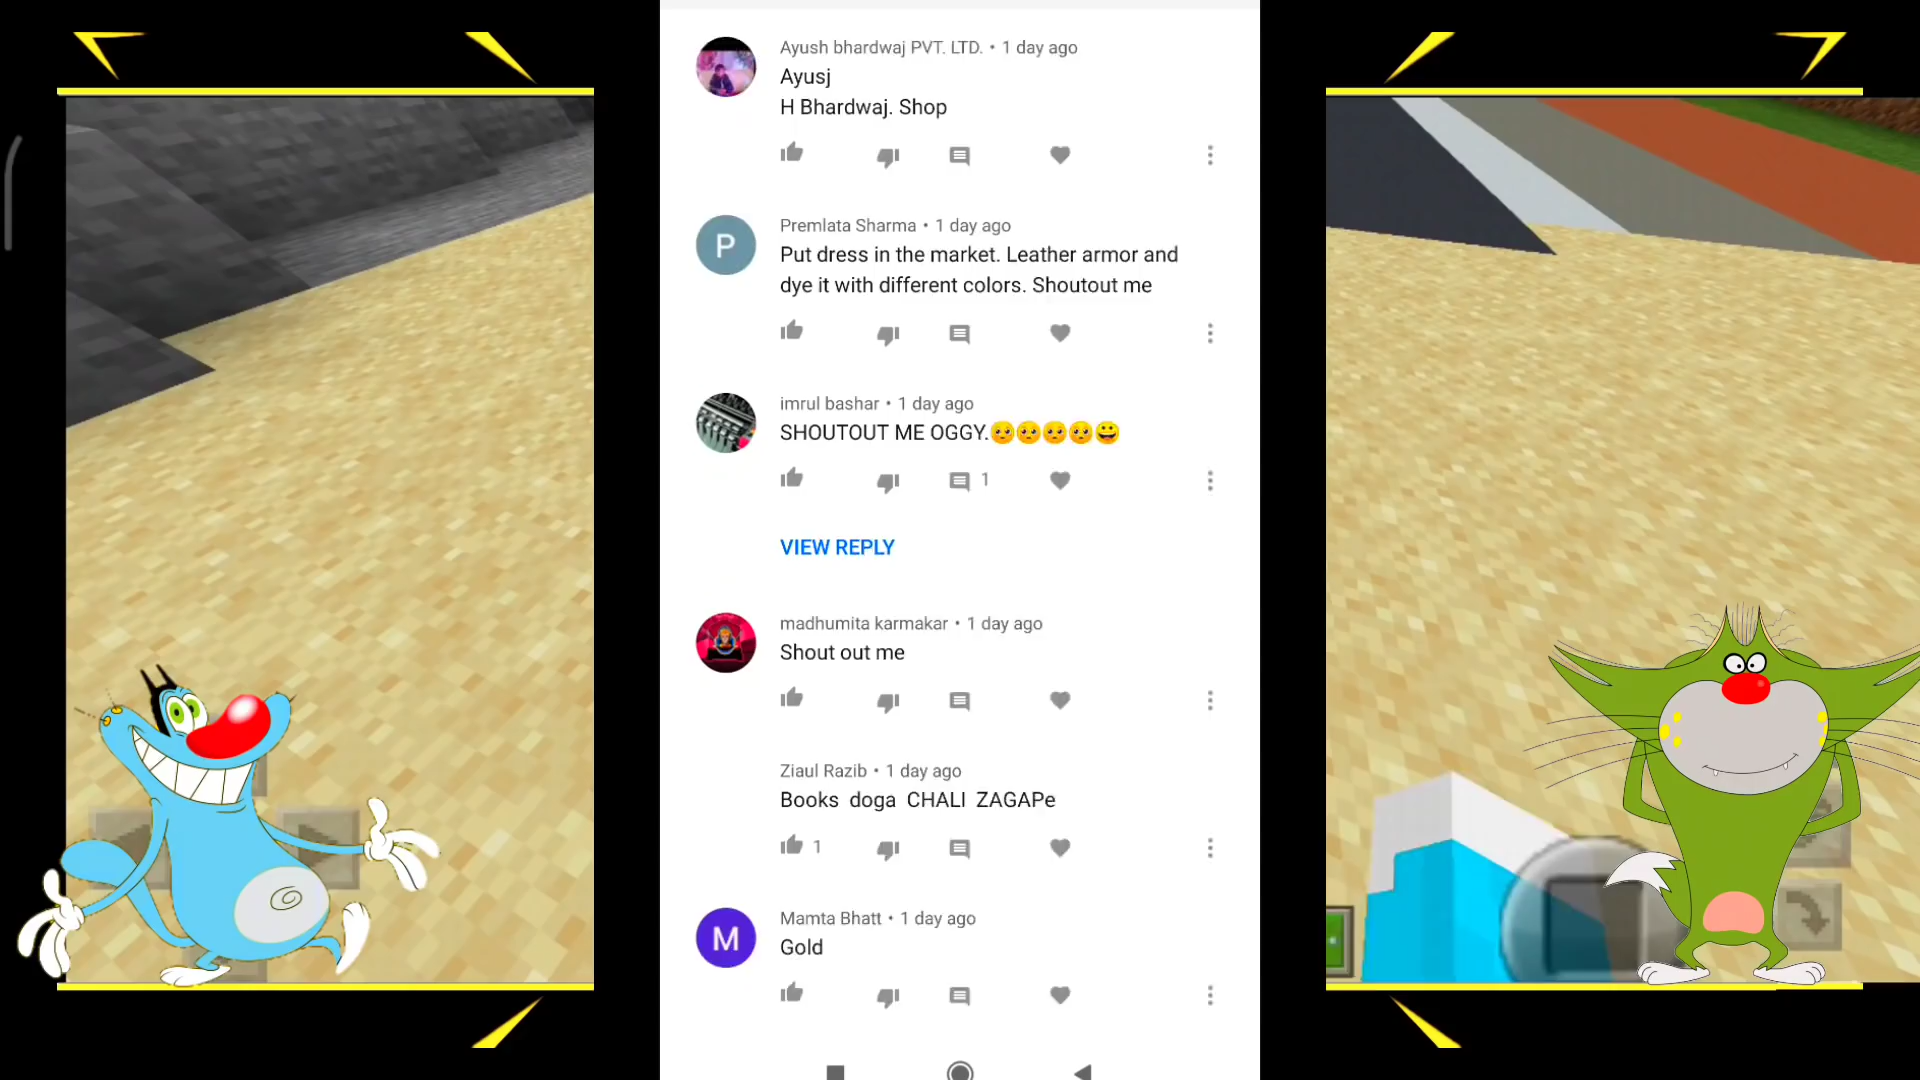 Ayush bhardwaj PVT. LTD. • 1 day ago
Ayusj
H Bhardwaj. Shop
P
Premlata Sharma • 1 day ago
Put dress in the market. Leather armor and
dye it with different colors. Shoutout me
imrul bashar • 1 day ago
SHOUTOUT ME OGGY.🥺🥺🥺🥺😀
1
VIEW REPLY
madhumita karmakar • 1 day ago
Shout out me
Ziaul Razib • 1 day ago
Books doga CHALI ZAGAPe
1
M
Mamta Bhatt • 1 day ago
Gold